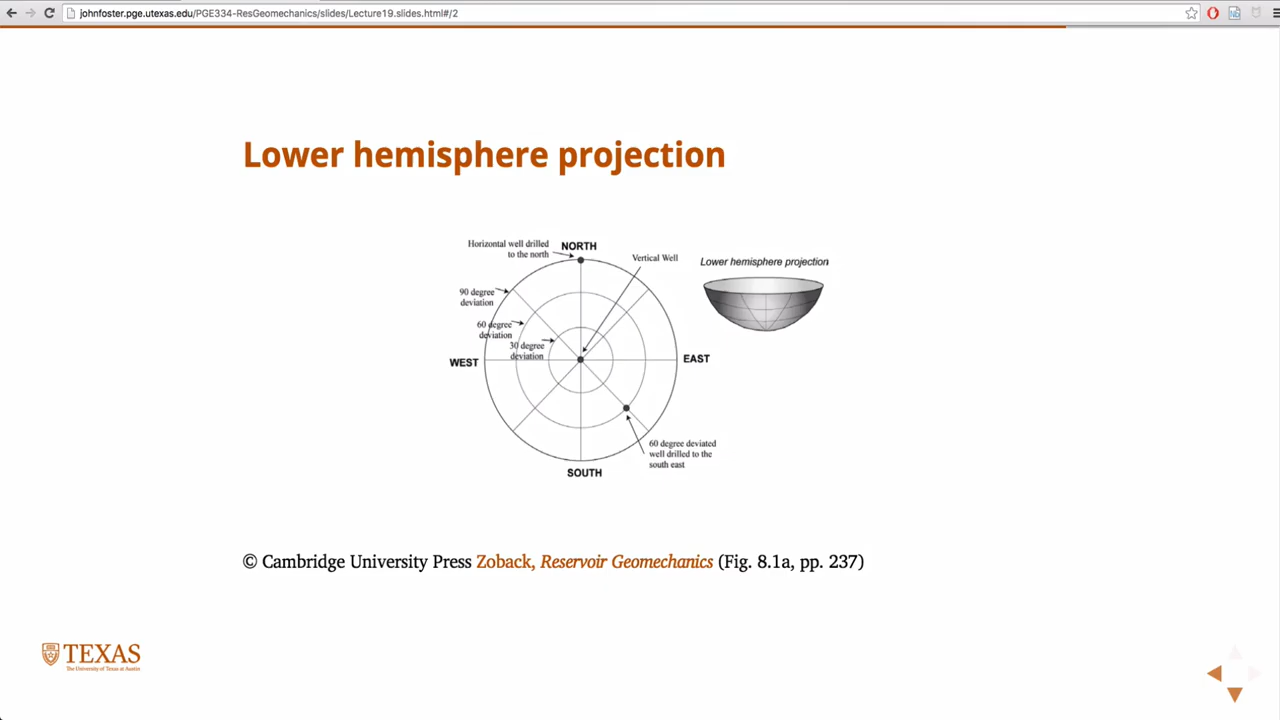 johnfoster.pge.utexas.edu/PGE334-ResGeomechanics/slides/Lecture19.slides.html#/2
Lower hemisphere projection
Horizontal well drilled
to the north
NORTH
Vertical Well
Lower hemisphere projection
90 degree
deviation
60 degree
deviation
30 degree
deviation
WEST
EAST
60 degree deviated
well drilled to the
south east
SOUTH
© Cambridge University Press Zoback, Reservoir Geomechanics (Fig. 8.1a, pp. 237)
TEXAS
The University of Texas at Austin